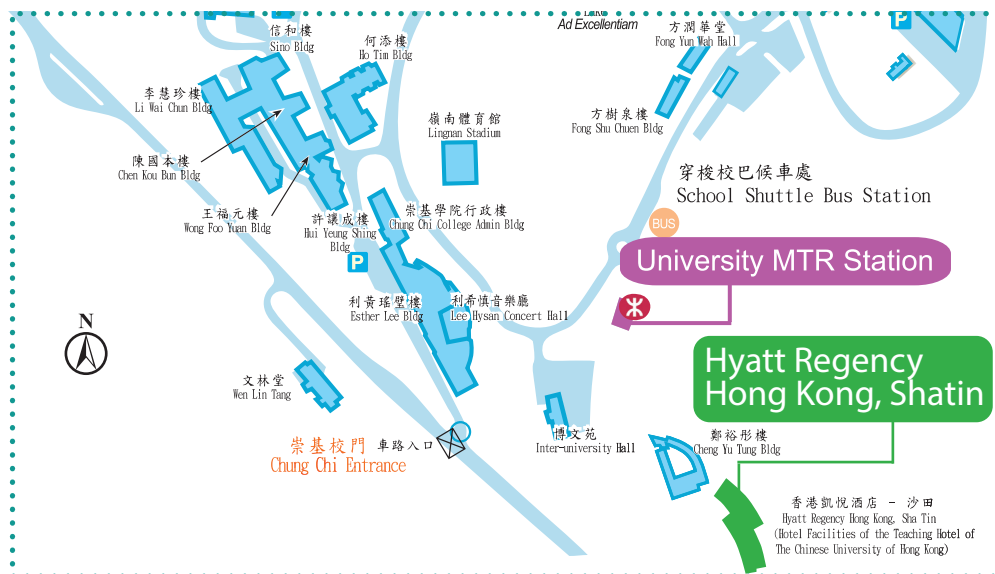 Ad Excellentiam
P
信和樓
Sino Bldg
何添樓
Ho Tim Bldg
方潤華堂
Fong Yun Wah Hall
李慧珍樓
Li Wai Chun Bldg
嶺南體育館
Lingnan Stadium
方樹泉樓
Fong Shu Chuen Bldg
陳國本樓
Chen Kou Bun Bldg
穿梭校巴候車處
School Shuttle Bus Station
王福元樓
Wong Foo Yuan Bldg
許讓成樓
Hui Yeung Shing
Bldg
崇基學院行政樓
Chung Chi College Admin Bldg
BUS
P
University MTR Station
利黃瑤璧樓
Esther Lee Bldg
利希慎音樂廳
Lee Hysan Concert Hall
N
Hyatt Regency
Hong Kong, Shatin
文林堂
Wen Lin Tang
崇基校門
Chung Chi Entrance
車路入口
博文苑
Inter-university Hall
鄭裕彤樓
Cheng Yu Tung Bldg
香港凱悅酒店 - 沙田
Hyatt Regency Hong Kong, Sha Tin
(Hotel Facilities of the Teaching Hotel of
The Chinese University of Hong Kong)